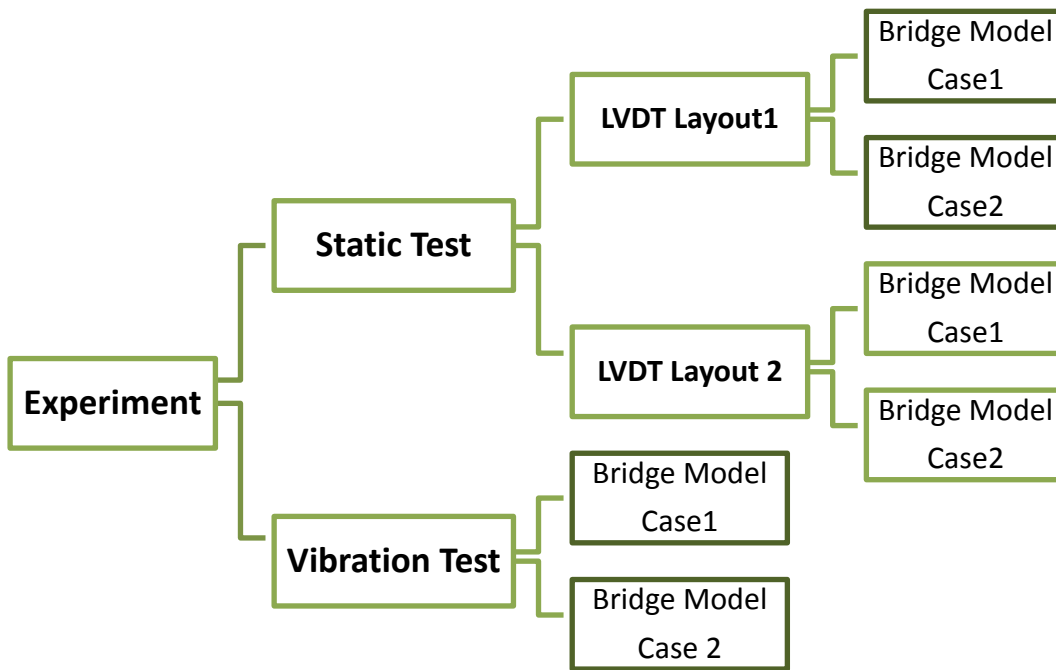 Experiment
Static Test
LVDT Layout1
Bridge Model
Case1
Bridge Model
Case2
LVDT Layout 2
Bridge Model
Case1
Bridge Model
Case2
Vibration Test
Bridge Model
Case1
Bridge Model
Case 2